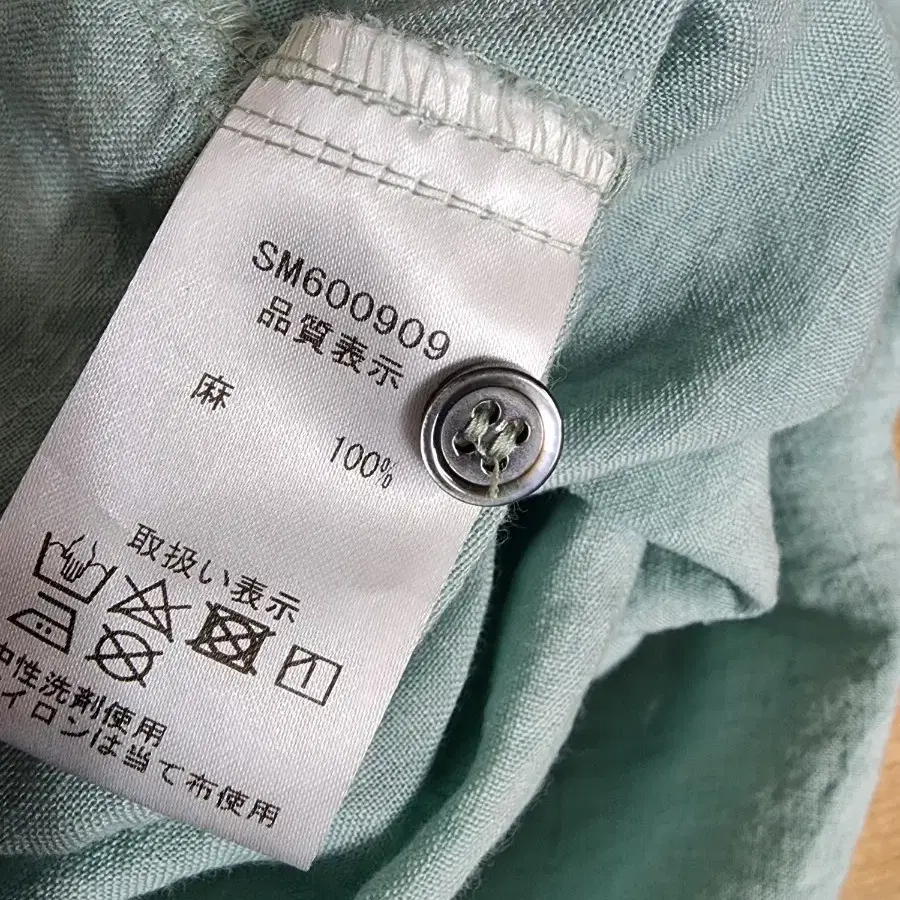 SM600909
品質表示
麻
100%
取扱い表示
中性洗剤使用
アイロンは当て布使用